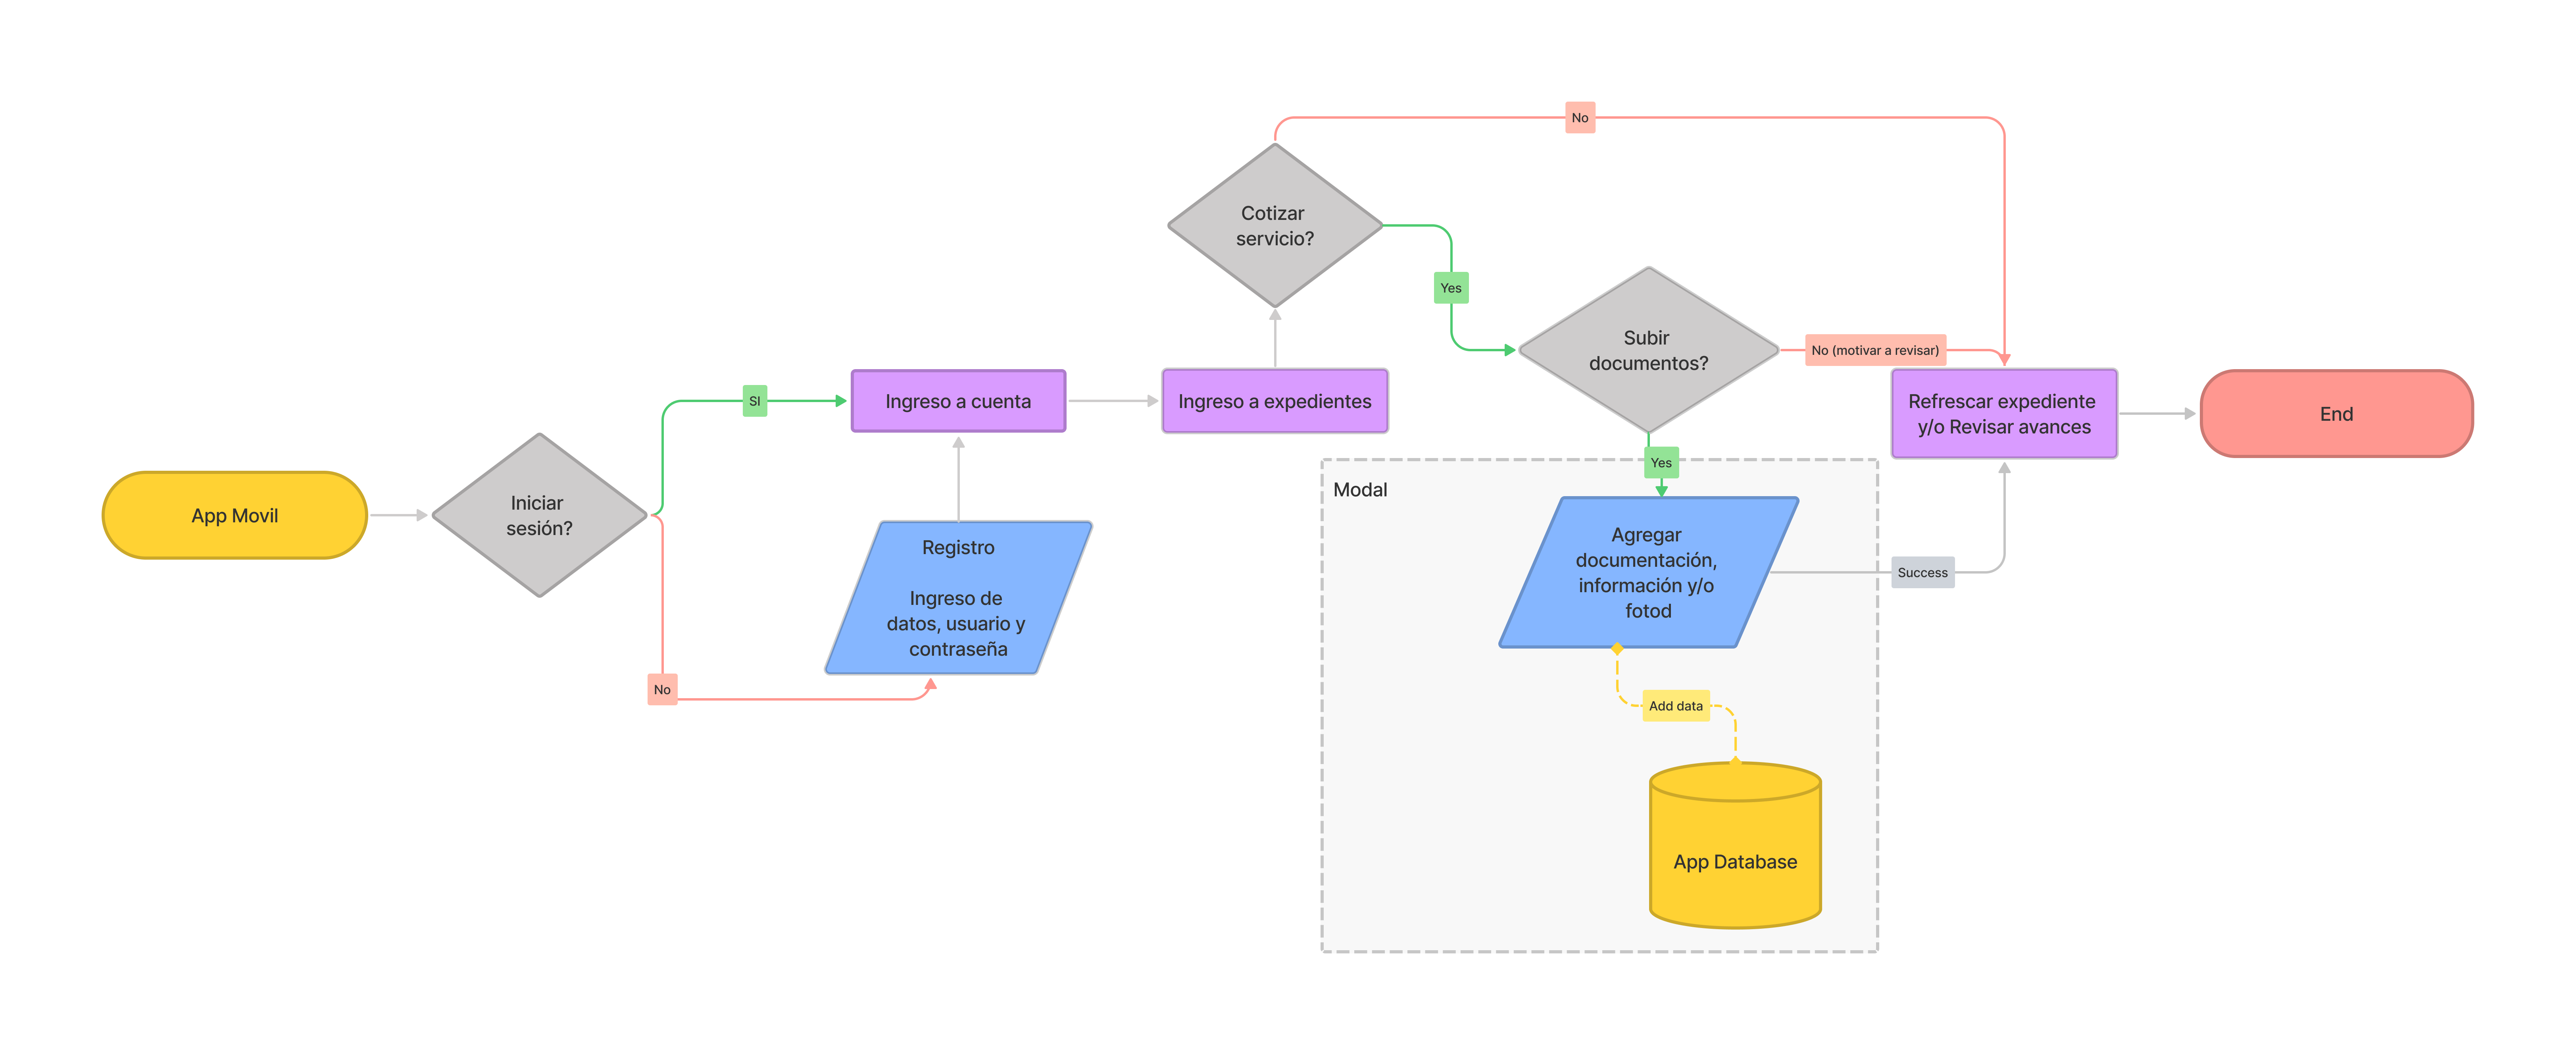 App Movil
Iniciar
sesión?
SI
No
Ingreso a cuenta
Registro
Ingreso de
datos, usuario y
contraseña
Ingreso a expedientes
Cotizar
servicio?
No
Yes
Subir
documentos?
No (motivar a revisar)
Yes
Modal
Agregar
documentación,
información y/o
fotod
Success
Add data
App Database
Refrescar expediente
y/o Revisar avances
End